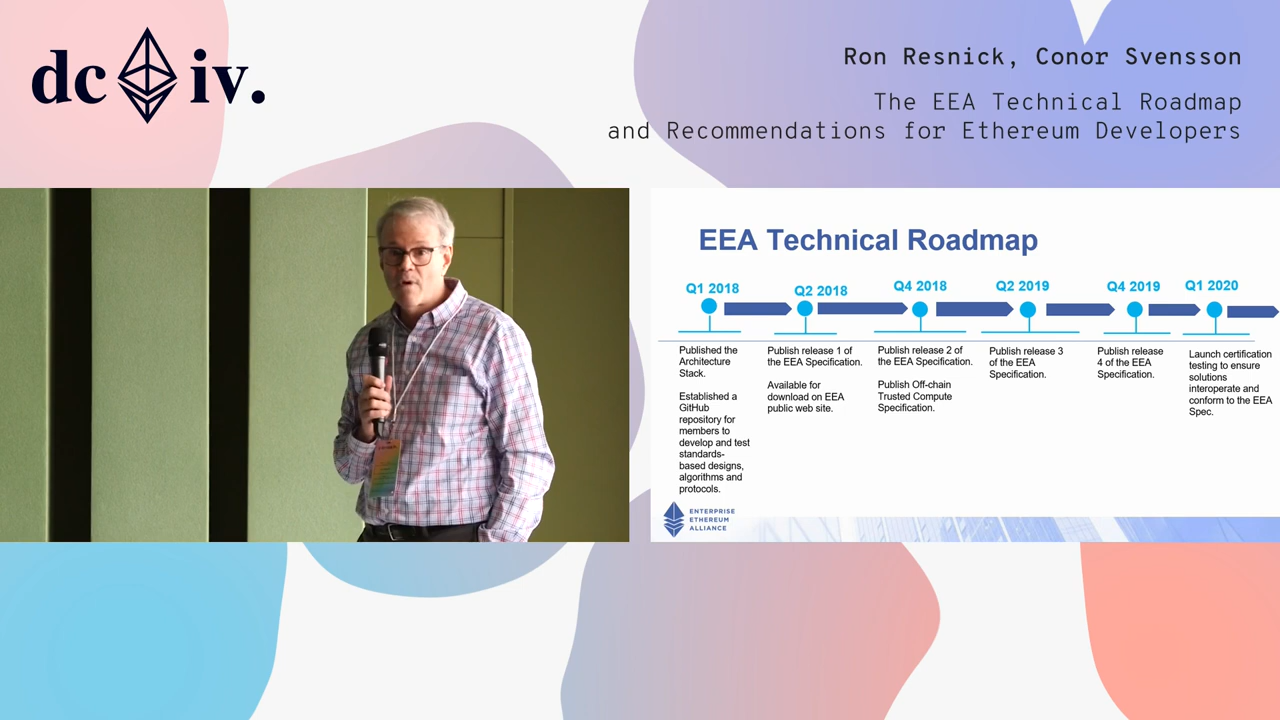 dc iv.
Ron Resnick, Conor Svensson
The EEA Technical Roadmap
and Recommendations for Ethereum Developers
EEA Technical Roadmap
Q1 2018
Published the
Architecture
Stack.
Established a
GitHub
repository for
members to
develop and test
standards-
based designs,
algorithms and
protocols.
Q2 2018
Publish release 1 of
the EEA Specification.
Available for
download on EEA
public web site.
Q4 2018
Publish release 2 of
the EEA Specification.
Publish Off-chain
Trusted Compute
Specification.
Q2 2019
Publish release 3
of the EEA
Specification.
Q4 2019
Publish release
4 of the EEA
Specification.
Q1 2020
Launch certification
testing to ensure
solutions
interoperate and
conform to the EEA
Spec.
ENTERPRISE
ETHEREUM
ALLIANCE